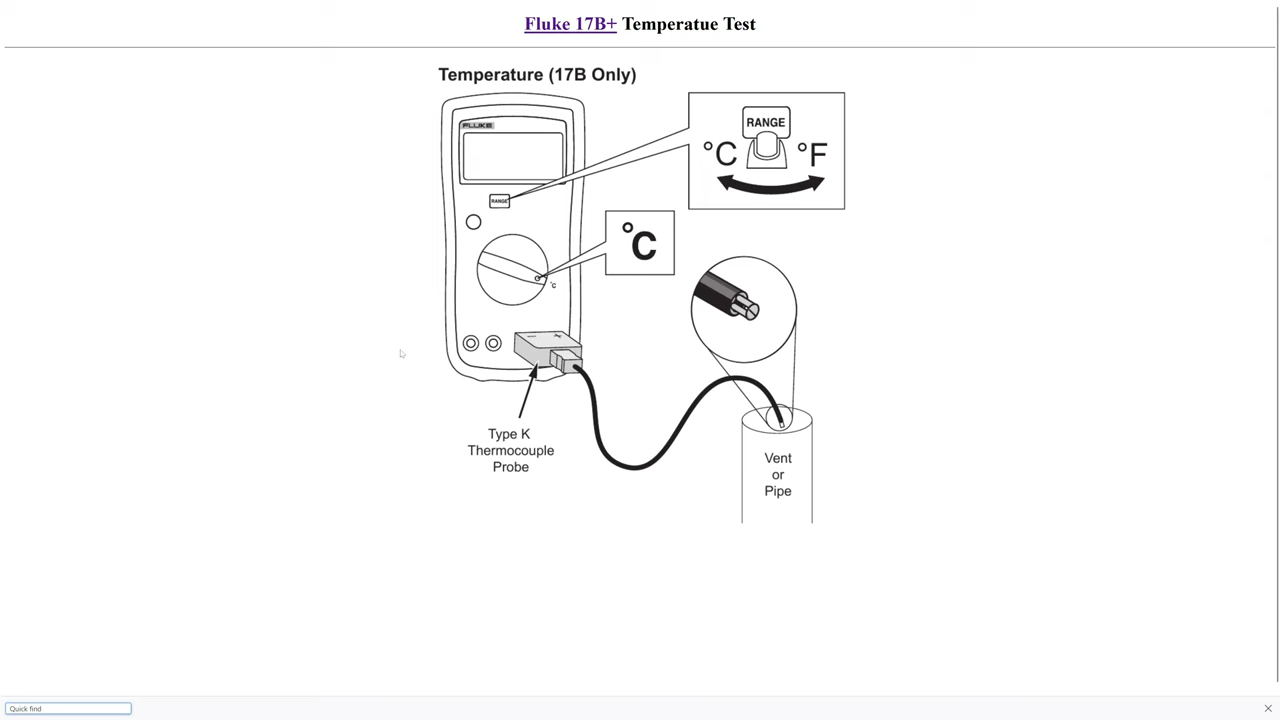 Fluke 17B+ Temperatue Test
Temperature (17B Only)
FLUKE
RANGE
°C °F
RANGE
°C
°C
− +
Type K
Thermocouple
Probe
Vent
or
Pipe
Quick find